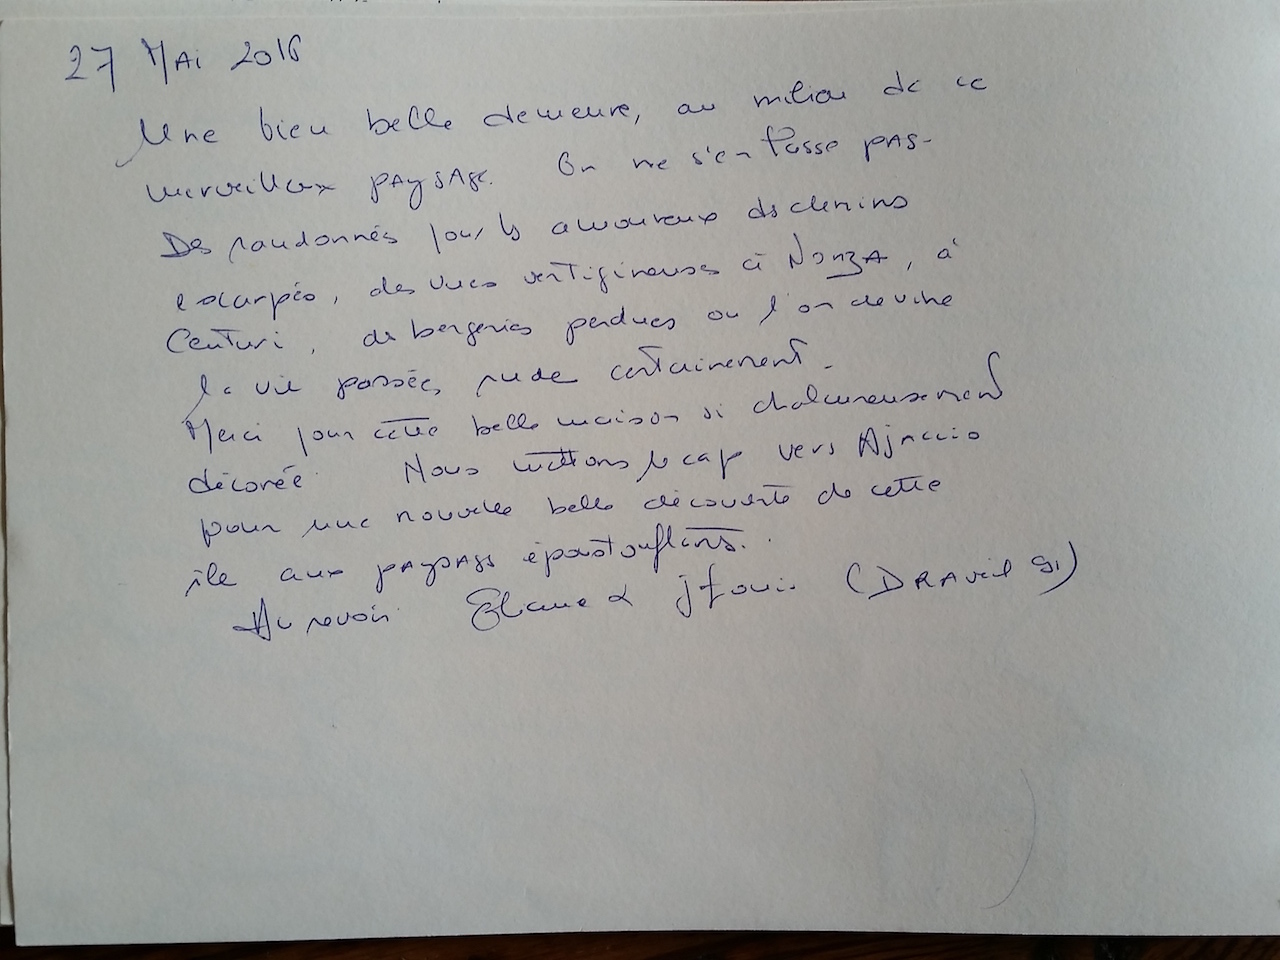 27 Mai 2016
Une bien belle demeure, au milieu de ce
merveilleux paysage. On ne s'en lasse pas.
Des randonnées pour les amoureux des chemins
escarpés, des vues vertigineuses à Nonza, à
Centuri, des bergeries perdues ou l'on devine
la vie passée, rude certainement.
Merci pour cette belle maison si chaleureusement
décorée. Nous mettons le cap vers Ajaccio
pour une nouvelle belle découverte de cette
île aux paysages époustouflants.
Au revoir. & (DRAveil 91)